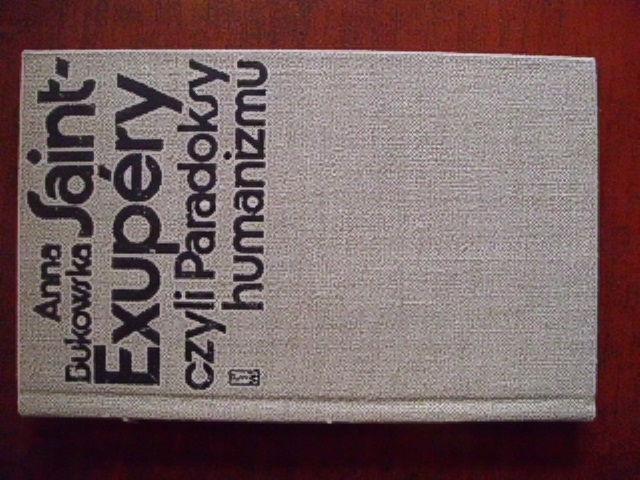 Anna
Bukowska Saint-
Exupéry
czyli Paradoksy
humanizmu